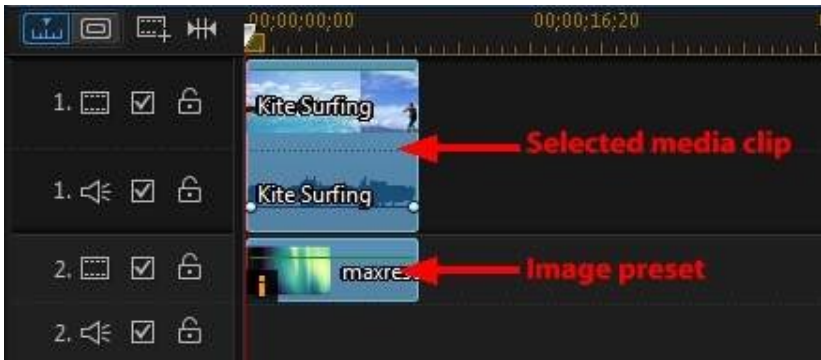 00;00;00;00 00;00;16;20
1. Kite Surfing
Selected media clip
1. Kite Surfing
2. maxres
Image preset
2.